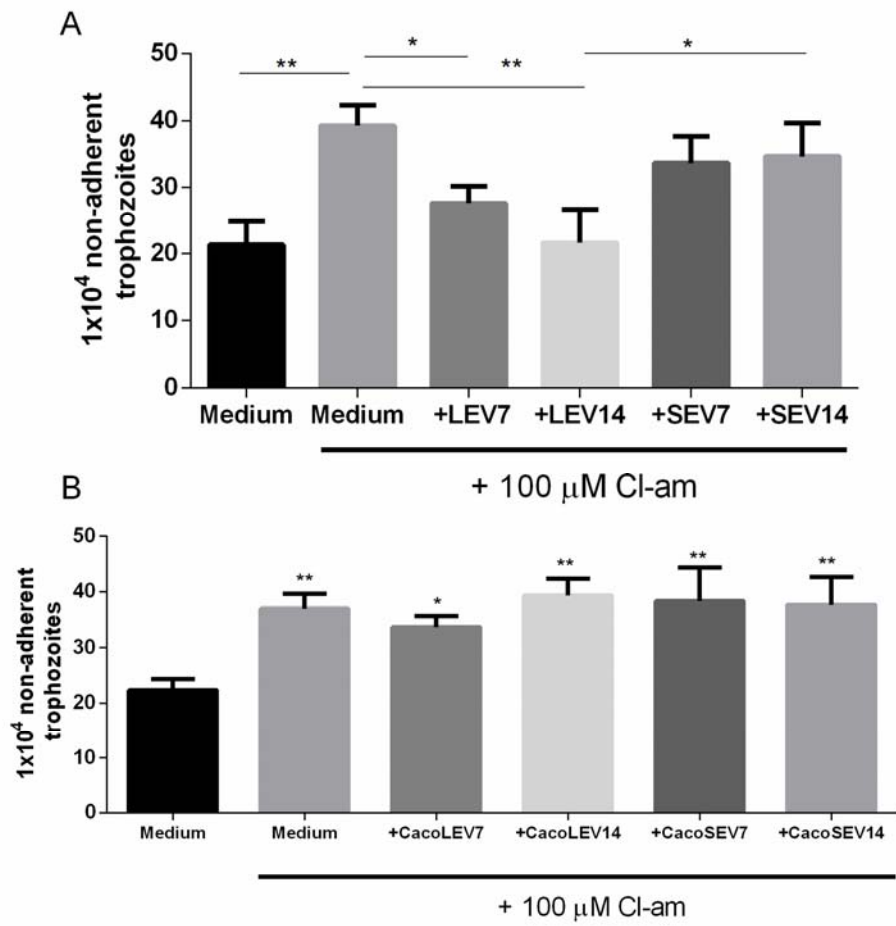 A
50
40
30
20
10
0
1x10⁴ non-adherent
trophozoites
** * ** *
Medium Medium +LEV7 +LEV14 +SEV7 +SEV14
+ 100 μM Cl-am
B
50
40
30
20
10
0
1x10⁴ non-adherent
trophozoites
** * ** ** **
Medium Medium +CacoLEV7 +CacoLEV14 +CacoSEV7 +CacoSEV14
+ 100 μM Cl-am